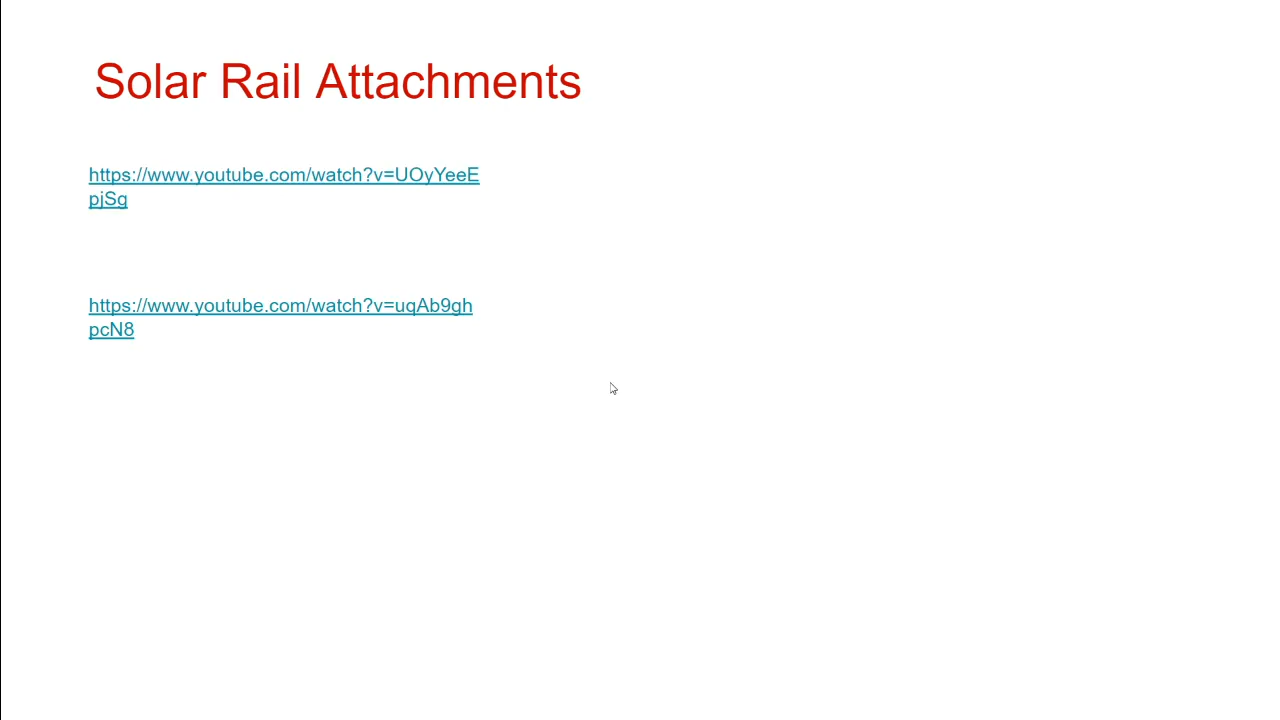 Solar Rail Attachments
https://www.youtube.com/watch?v=UOyYeeE
pjSg
https://www.youtube.com/watch?v=uqAb9gh
pcN8